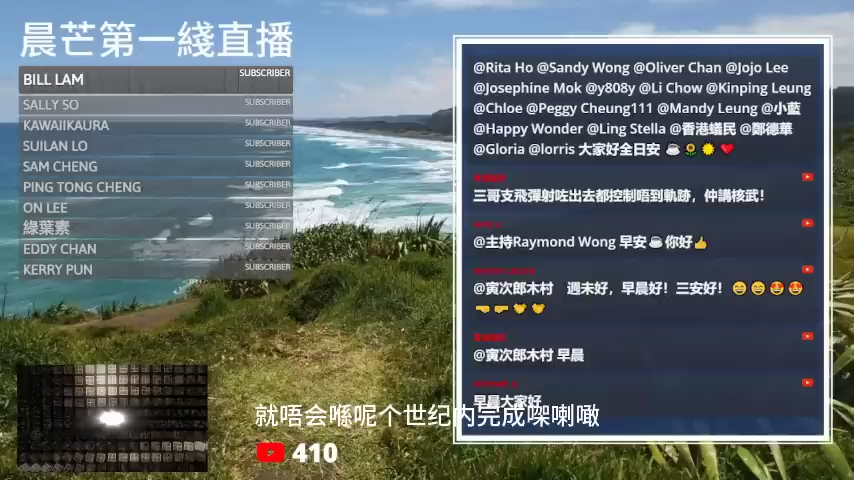 晨芒第一綫直播
BILL LAM SUBSCRIBER
SALLY SO SUBSCRIBER
KAWAIIKAURA SUBSCRIBER
SUILAN LO SUBSCRIBER
SAM CHENG SUBSCRIBER
PING TONG CHENG SUBSCRIBER
ON LEE SUBSCRIBER
綠葉素 SUBSCRIBER
EDDY CHAN SUBSCRIBER
KERRY PUN SUBSCRIBER
@Rita Ho @Sandy Wong @Oliver Chan @Jojo Lee
@Josephine Mok @y808y @Li Chow @Kinping Leung
@Chloe @Peggy Cheung111 @Mandy Leung @小藍
@Happy Wonder @Ling Stella @香港蟻民 @鄭德華
@Gloria @lorris 大家好全日安 ☕🌻🌞❤️
三哥支飛彈射咗出去都控制唔到軌跡，仲講核武！
@主持Raymond Wong 早安☕你好👍
@寅次郎木村 週末好，早晨好！三安好！
@寅次郎木村 早晨
早晨大家好
就唔会喺呢个世纪内完成㗎喇噉
410